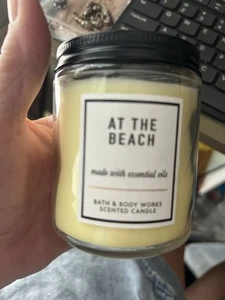 AT THE
BEACH
made with essential oils
BATH & BODY WORKS
SCENTED CANDLE